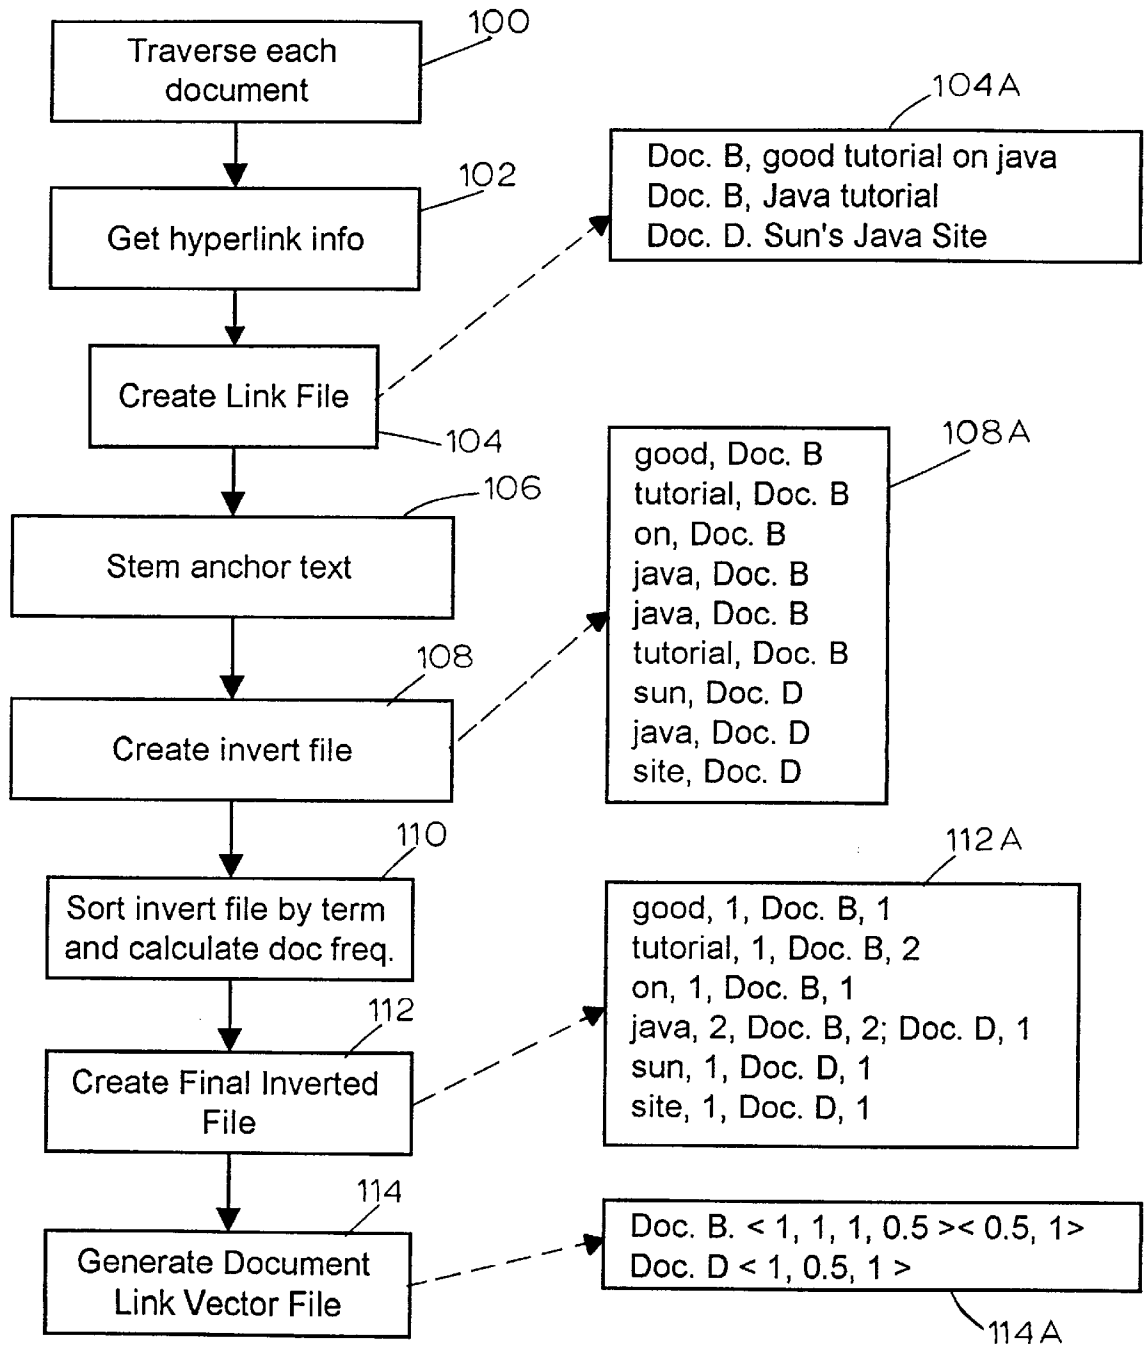 100
Traverse each
document
104A
Doc. B, good tutorial on java
Doc. B, Java tutorial
Doc. D. Sun's Java Site
102
Get hyperlink info
Create Link File
104
108A
good, Doc. B
tutorial, Doc. B
on, Doc. B
java, Doc. B
java, Doc. B
tutorial, Doc. B
sun, Doc. D
java, Doc. D
site, Doc. D
106
Stem anchor text
108
Create invert file
110
Sort invert file by term
and calculate doc freq.
112A
good, 1, Doc. B, 1
tutorial, 1, Doc. B, 2
on, 1, Doc. B, 1
java, 2, Doc. B, 2; Doc. D, 1
sun, 1, Doc. D, 1
site, 1, Doc. D, 1
112
Create Final Inverted
File
114
Generate Document
Link Vector File
Doc. B. < 1, 1, 1, 0.5 >< 0.5, 1>
Doc. D < 1, 0.5, 1 >
114A